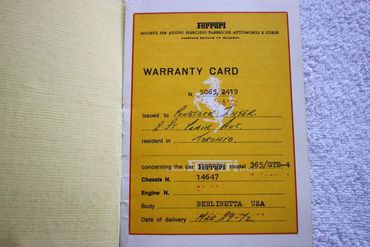 Ferrari
SOCIETÀ PER AZIONI ESERCIZIO FABBRICHE AUTOMOBILI E CORSE
WARRANTY CARD
N. 5065, 2419
Issued to
resident in TORONTO
concerning the car Ferrari model 365/GTB-4
Chassis N. 14647
Engine N.
Body BERLINETTA USA
Date of delivery MAR